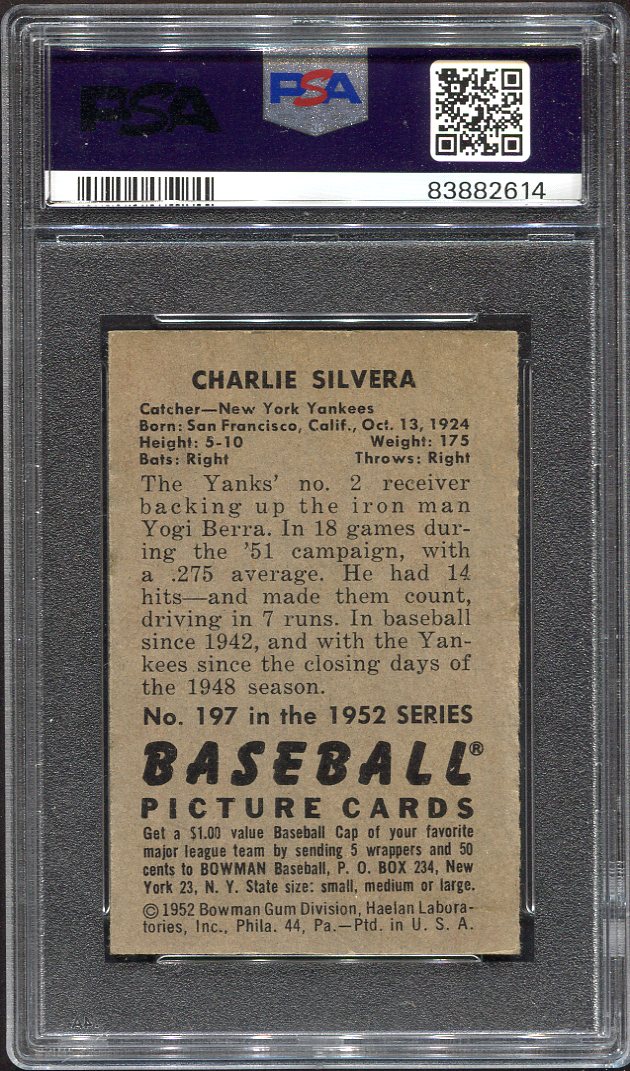 PSA
PSA
83882614
CHARLIE SILVERA
Catcher—New York Yankees
Born: San Francisco, Calif., Oct. 13, 1924
Height: 5-10 Weight: 175
Bats: Right Throws: Right
The Yanks' no. 2 receiver
backing up the iron man
Yogi Berra. In 18 games dur-
ing the '51 campaign, with
a .275 average. He had 14
hits—and made them count,
driving in 7 runs. In baseball
since 1942, and with the Yan-
kees since the closing days of
the 1948 season.
No. 197 in the 1952 SERIES
BASEBALL®
PICTURE CARDS
Get a $1.00 value Baseball Cap of your favorite
major league team by sending 5 wrappers and 50
cents to BOWMAN Baseball, P. O. BOX 234, New
York 23, N. Y. State size: small, medium or large.
© 1952 Bowman Gum Division, Haelan Labora-
tories, Inc., Phila. 44, Pa.—Ptd. in U. S. A.